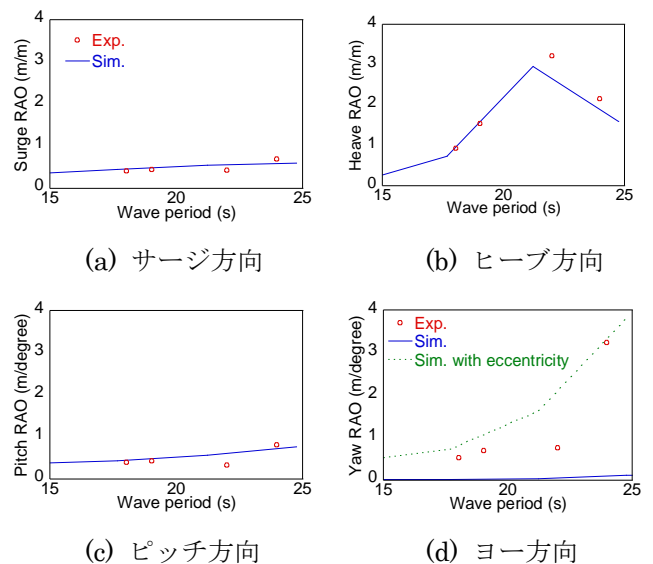 4
3
2
1
0
Surge RAO (m/m)
Exp.
Sim.
15
20
25
Wave period (s)
(a) サージ方向
4
3
2
1
0
Heave RAO (m/m)
15
20
25
Wave period (s)
(b) ヒーブ方向
4
3
2
1
0
Pitch RAO (m/degree)
15
20
25
Wave period (s)
(c) ピッチ方向
4
3
2
1
0
Yaw RAO (m/degree)
Exp.
Sim.
Sim. with eccentricity
15
20
25
Wave period (s)
(d) ヨー方向